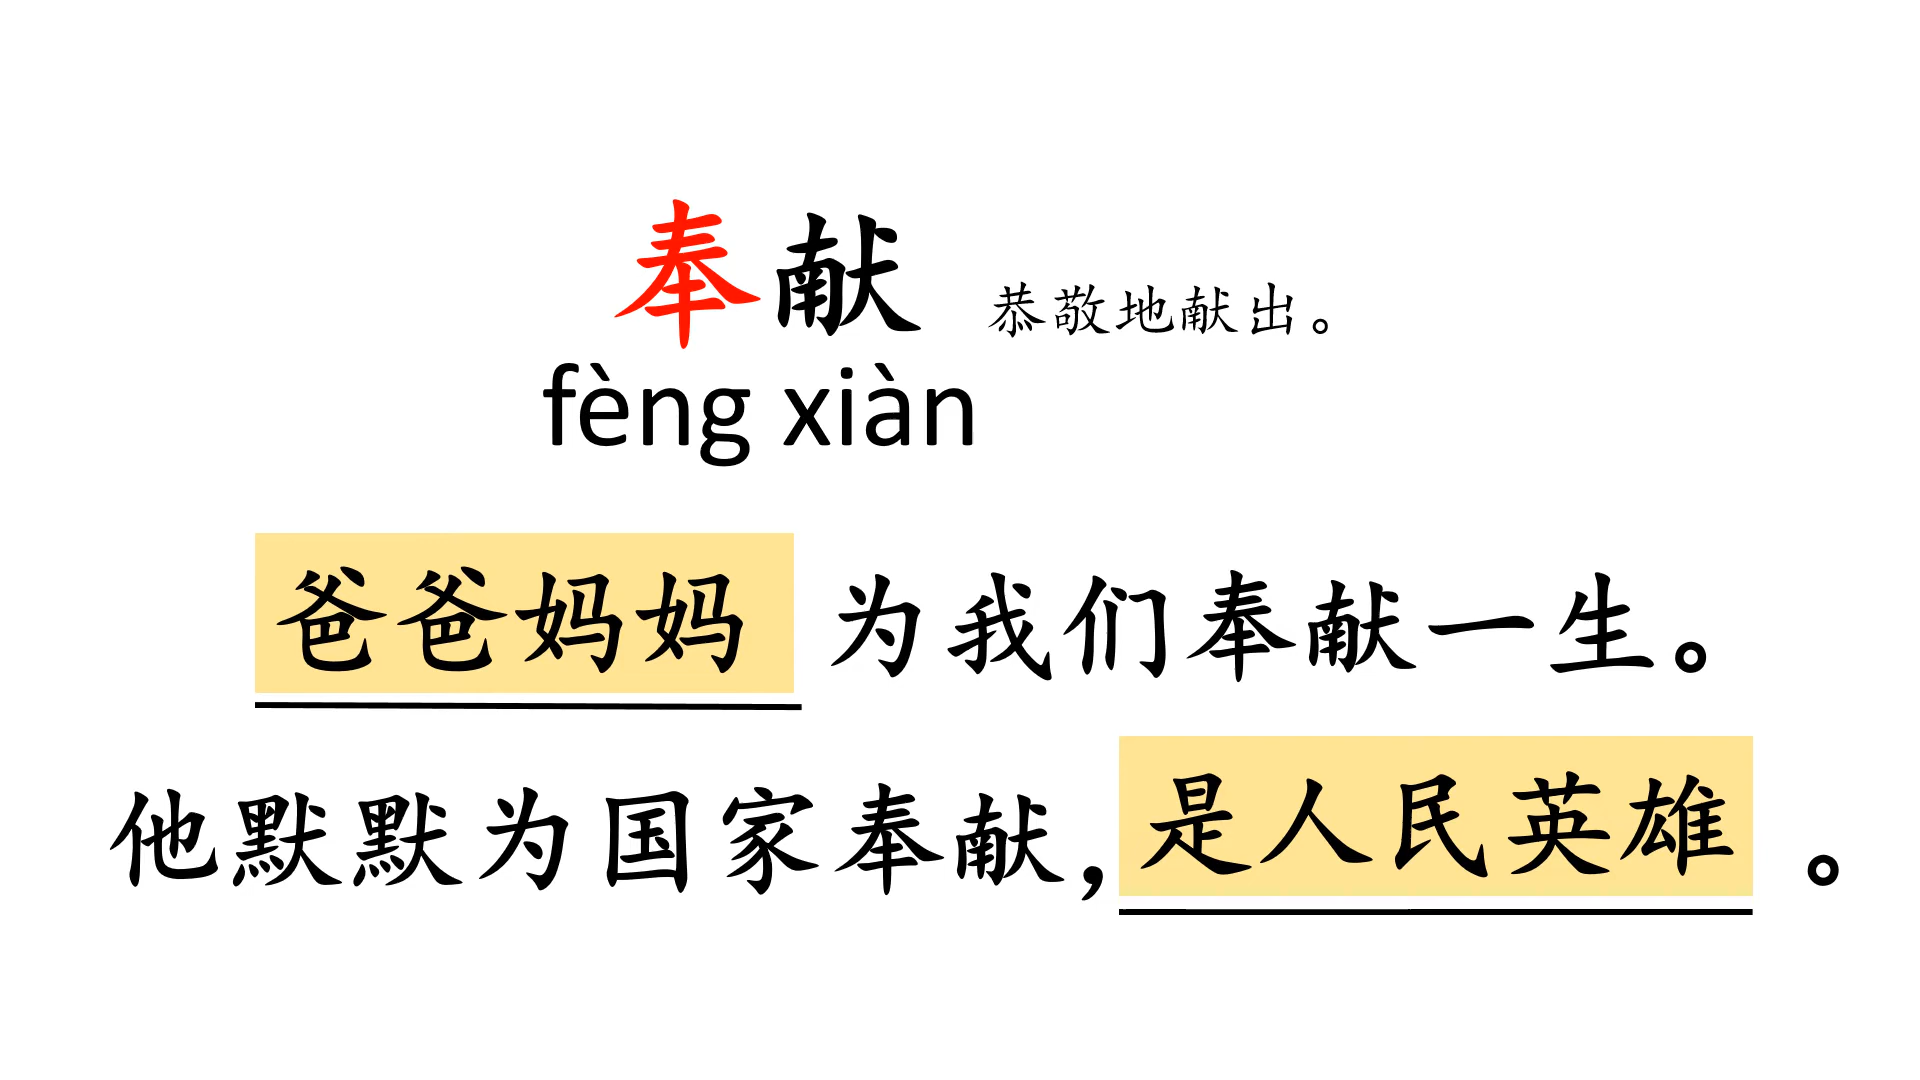 奉献 恭敬地献出。
fèng xiàn
爸爸妈妈 为我们奉献一生。
他默默为国家奉献,是人民英雄 。